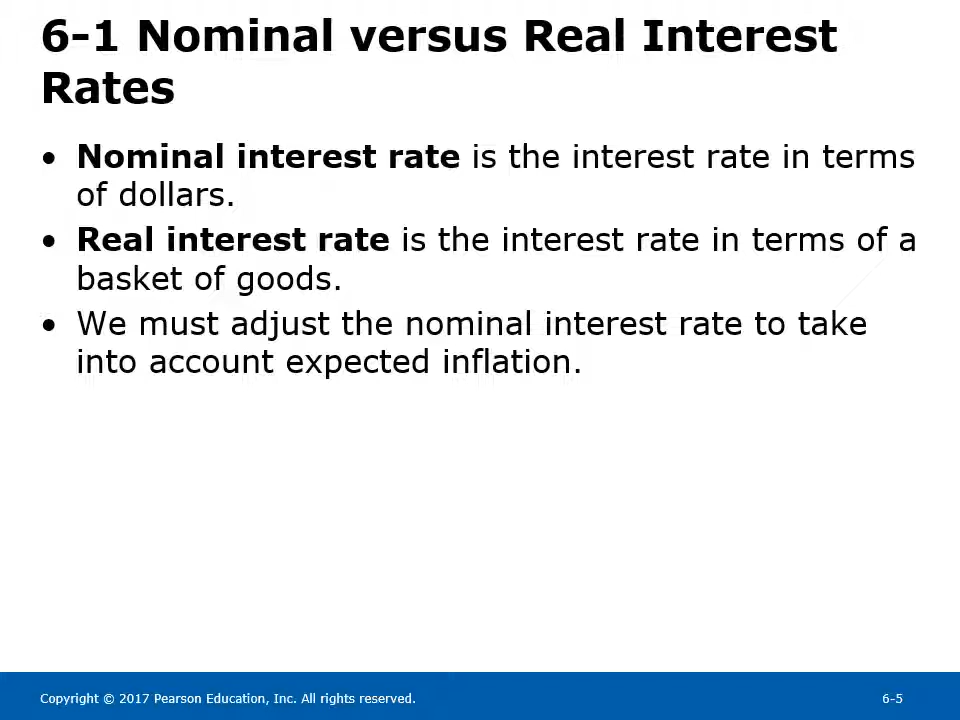 6-1 Nominal versus Real Interest
Rates
• Nominal interest rate is the interest rate in terms
of dollars.
• Real interest rate is the interest rate in terms of a
basket of goods.
• We must adjust the nominal interest rate to take
into account expected inflation.
Copyright © 2017 Pearson Education, Inc. All rights reserved.
6-5